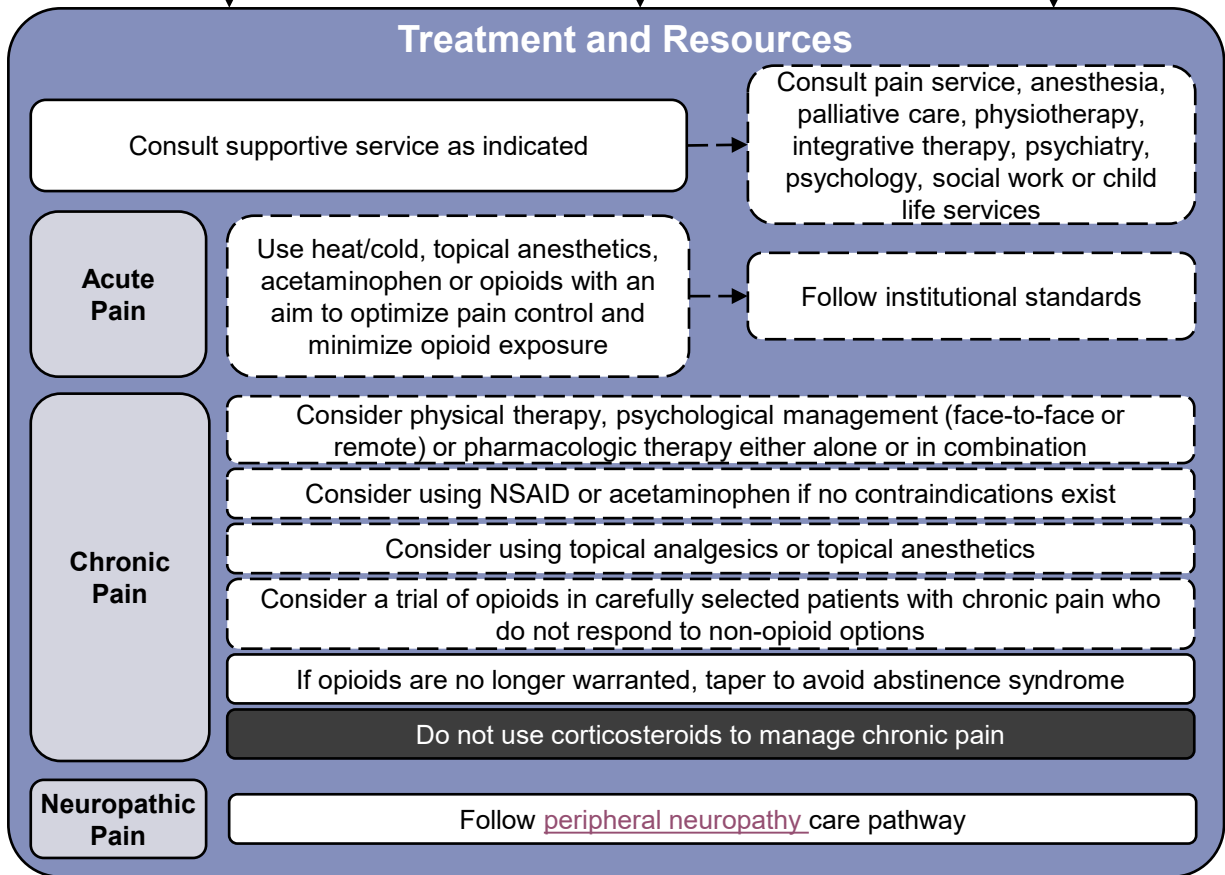 Treatment and Resources
Consult supportive service as indicated
Consult pain service, anesthesia,
palliative care, physiotherapy,
integrative therapy, psychiatry,
psychology, social work or child
life services
Acute
Pain
Use heat/cold, topical anesthetics,
acetaminophen or opioids with an
aim to optimize pain control and
minimize opioid exposure
Follow institutional standards
Chronic
Pain
Consider physical therapy, psychological management (face-to-face or
remote) or pharmacologic therapy either alone or in combination
Consider using NSAID or acetaminophen if no contraindications exist
Consider using topical analgesics or topical anesthetics
Consider a trial of opioids in carefully selected patients with chronic pain who
do not respond to non-opioid options
If opioids are no longer warranted, taper to avoid abstinence syndrome
Do not use corticosteroids to manage chronic pain
Neuropathic
Pain
Follow peripheral neuropathy care pathway